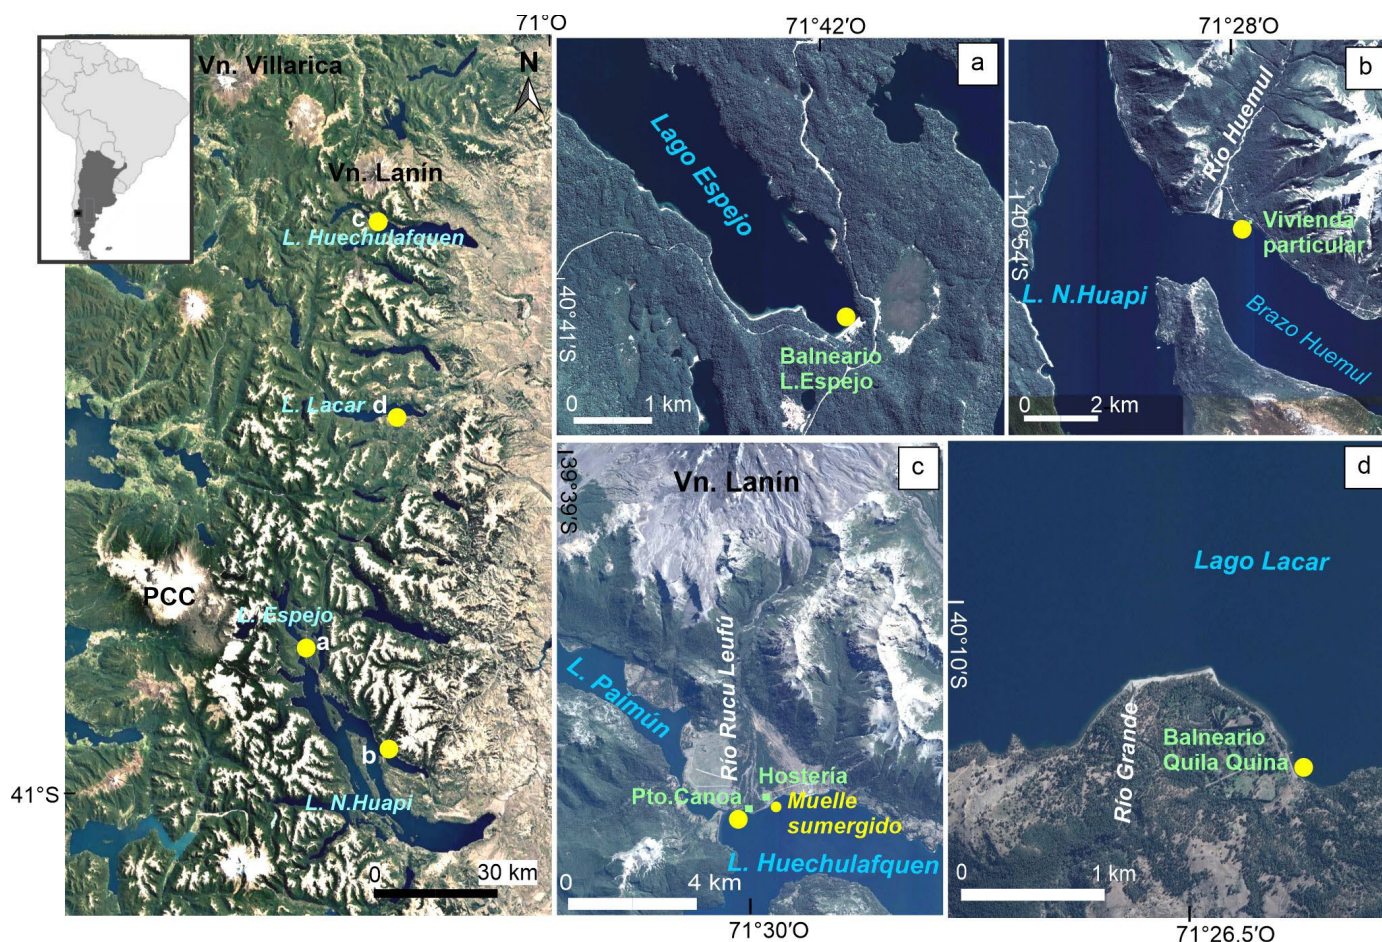 71°O
Vn. Villarica
N
Vn. Lanín
c
L. Huechulafquen
L. Lacar
d
PCC
L. Espejo
a
b
L. N.Huapi
41°S
0
30 km
71°42'O
a
Lago Espejo
40°41'S
Balneario
L.Espejo
0
1 km
71°28'O
b
Río Huemul
40°54'S
Vivienda
particular
L. N.Huapi
Brazo Huemul
0
2 km
39°39'S
c
Vn. Lanín
Río Rucu Leufú
L. Paimún
Hostería
Pto.Canoa
Muelle
sumergido
L. Huechulafquen
0
4 km
71°30'O
d
Lago Lacar
40°10'S
Río Grande
Balneario
Quila Quina
0
1 km
71°26.5'O